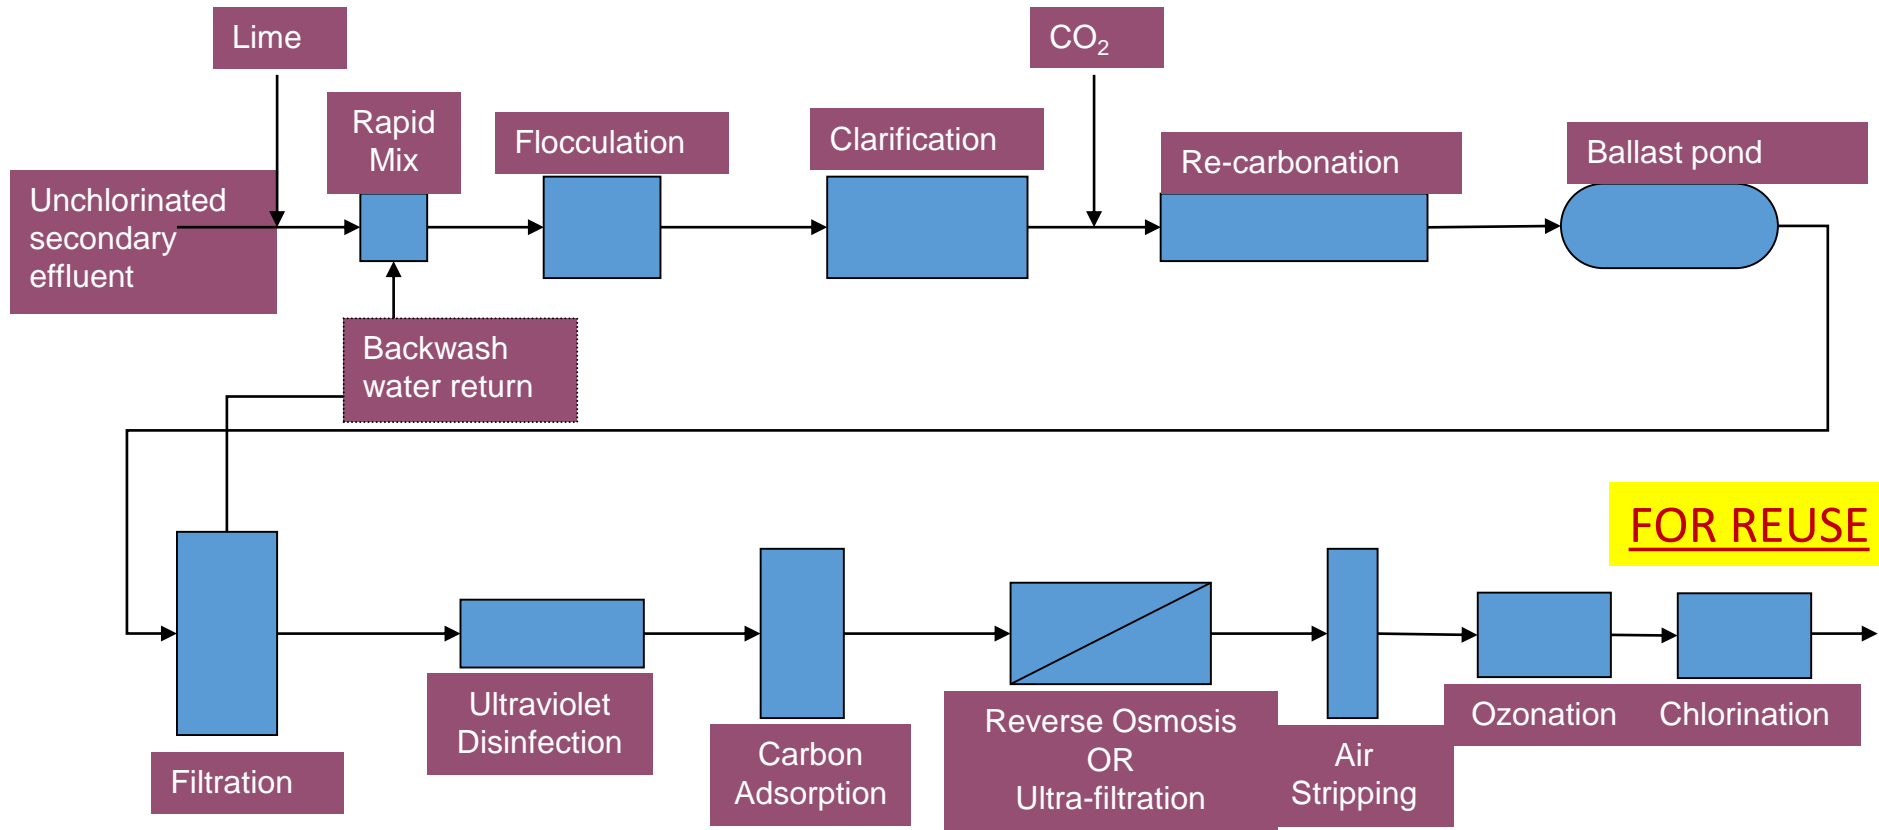 Lime
CO₂
Rapid
Mix
Flocculation
Clarification
Re-carbonation
Ballast pond
Unchlorinated
secondary
effluent
Backwash
water return
FOR REUSE
Filtration
Ultraviolet
Disinfection
Carbon
Adsorption
Reverse Osmosis
OR
Ultra-filtration
Air
Stripping
Ozonation
Chlorination